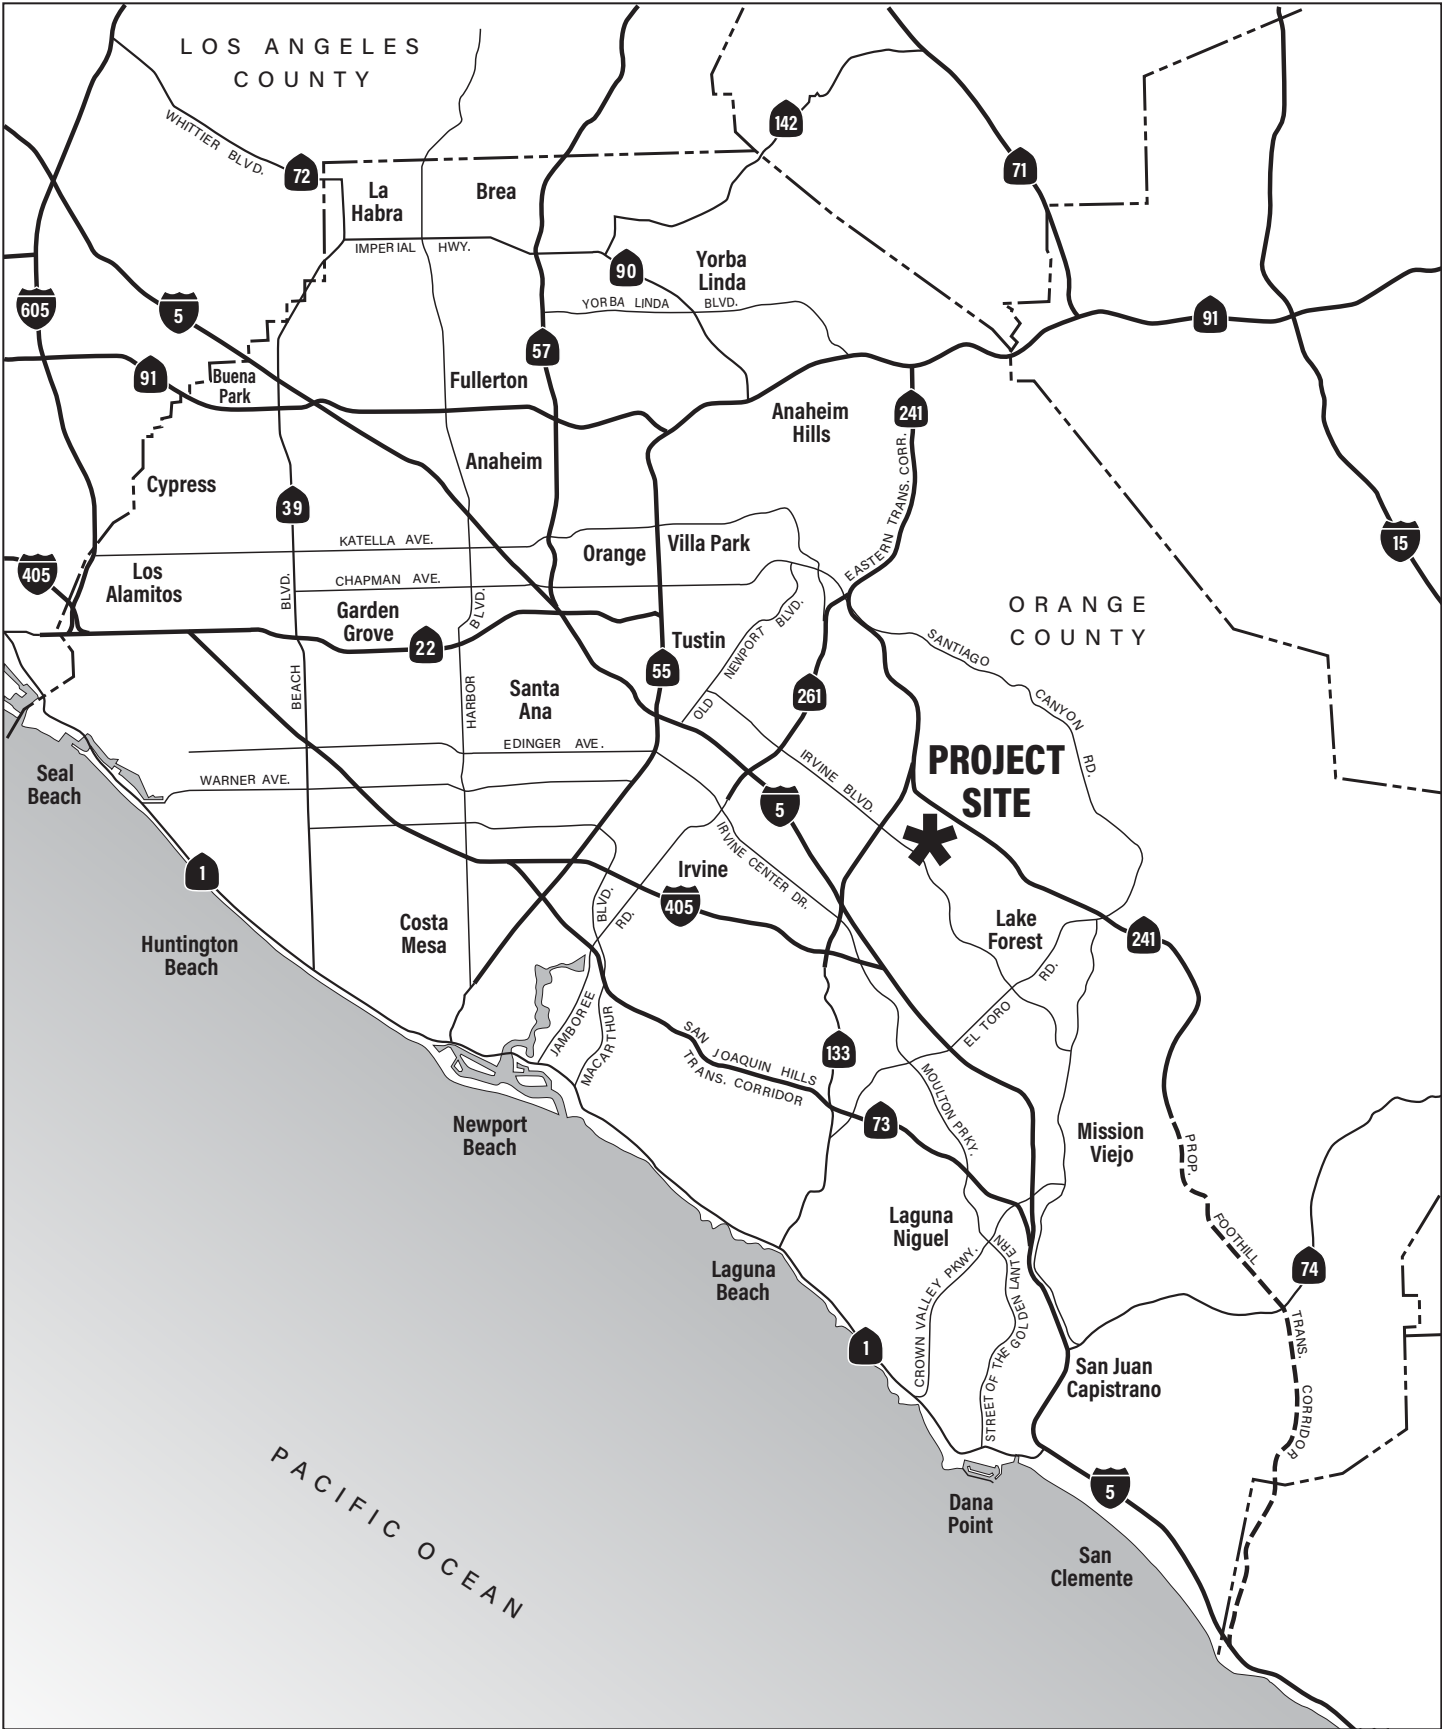 LOS ANGELES
COUNTY
WHITTIER BLVD.
142
72
71
La
Habra
Brea
IMPERIAL HWY.
90
Yorba
Linda
605
5
YORBA LINDA BLVD.
91
57
91
Buena
Park
Fullerton
Anaheim
Hills
241
Anaheim
Cypress
EASTERN TRANS. CORR.
39
KATELLA AVE.
Orange
Villa Park
15
405
Los
Alamitos
CHAPMAN AVE.
BLVD.
BLVD.
Garden
Grove
22
ORANGE
COUNTY
Tustin
55
OLD NEWPORT BLVD.
261
SANTIAGO CANYON RD.
BEACH
HARBOR
Santa
Ana
EDINGER AVE.
WARNER AVE.
Seal
Beach
IRVINE BLVD.
PROJECT
SITE
5
IRVINE CENTER DR.
1
Irvine
405
BLVD.
RD.
Costa
Mesa
Lake
Forest
241
Huntington
Beach
EL TORO RD.
JAMBOREE
MACARTHUR
SAN JOAQUIN HILLS
TRANS. CORRIDOR
133
73
MOULTON PRKY.
Newport
Beach
Mission
Viejo
PROP. FOOTHILL TRANS. CORRIDOR
Laguna
Niguel
74
Laguna
Beach
CROWN VALLEY PKWY.
STREET OF THE GOLDEN LANTERN
1
San Juan
Capistrano
PACIFIC OCEAN
5
Dana
Point
San
Clemente